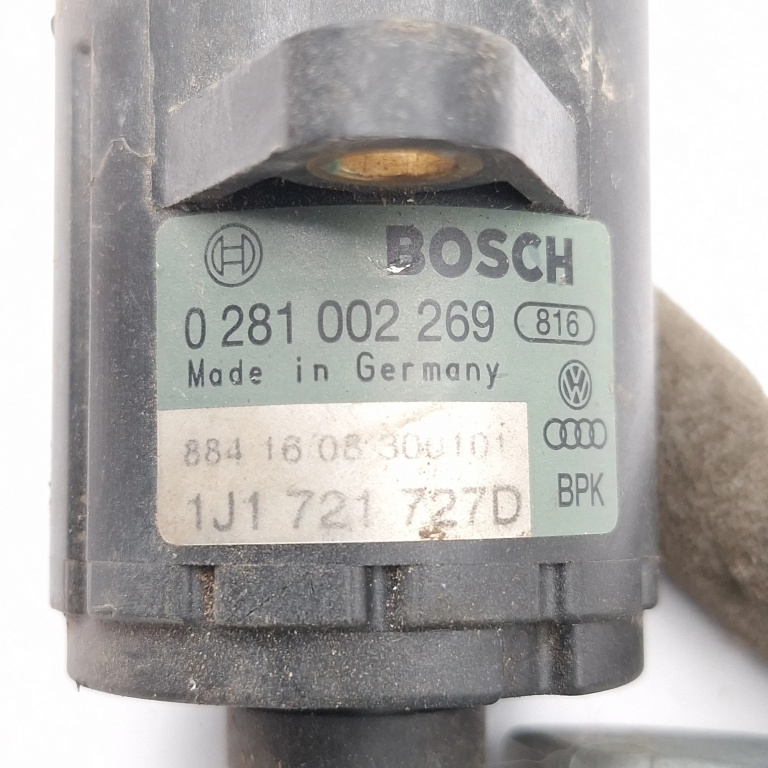 BOSCH
0 281 002 269 816
Made in Germany
884 16 08 300101
1J1 721 727D
BPK